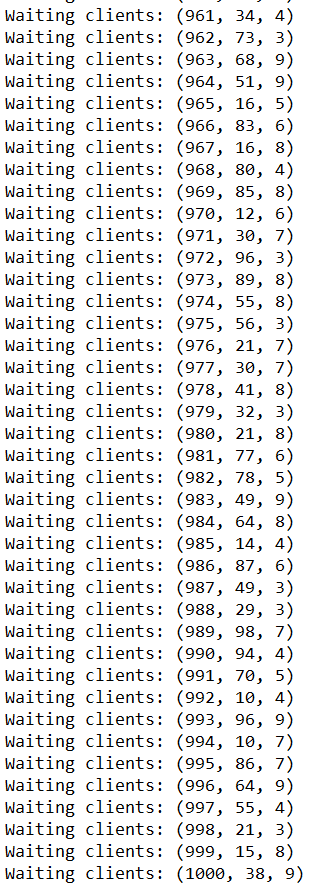 Waiting clients: (961, 34, 4)
Waiting clients: (962, 73, 3)
Waiting clients: (963, 68, 9)
Waiting clients: (964, 51, 9)
Waiting clients: (965, 16, 5)
Waiting clients: (966, 83, 6)
Waiting clients: (967, 16, 8)
Waiting clients: (968, 80, 4)
Waiting clients: (969, 85, 8)
Waiting clients: (970, 12, 6)
Waiting clients: (971, 30, 7)
Waiting clients: (972, 96, 3)
Waiting clients: (973, 89, 8)
Waiting clients: (974, 55, 8)
Waiting clients: (975, 56, 3)
Waiting clients: (976, 21, 7)
Waiting clients: (977, 30, 7)
Waiting clients: (978, 41, 8)
Waiting clients: (979, 32, 3)
Waiting clients: (980, 21, 8)
Waiting clients: (981, 77, 6)
Waiting clients: (982, 78, 5)
Waiting clients: (983, 49, 9)
Waiting clients: (984, 64, 8)
Waiting clients: (985, 14, 4)
Waiting clients: (986, 87, 6)
Waiting clients: (987, 49, 3)
Waiting clients: (988, 29, 3)
Waiting clients: (989, 98, 7)
Waiting clients: (990, 94, 4)
Waiting clients: (991, 70, 5)
Waiting clients: (992, 10, 4)
Waiting clients: (993, 96, 9)
Waiting clients: (994, 10, 7)
Waiting clients: (995, 86, 7)
Waiting clients: (996, 64, 9)
Waiting clients: (997, 55, 4)
Waiting clients: (998, 21, 3)
Waiting clients: (999, 15, 8)
Waiting clients: (1000, 38, 9)